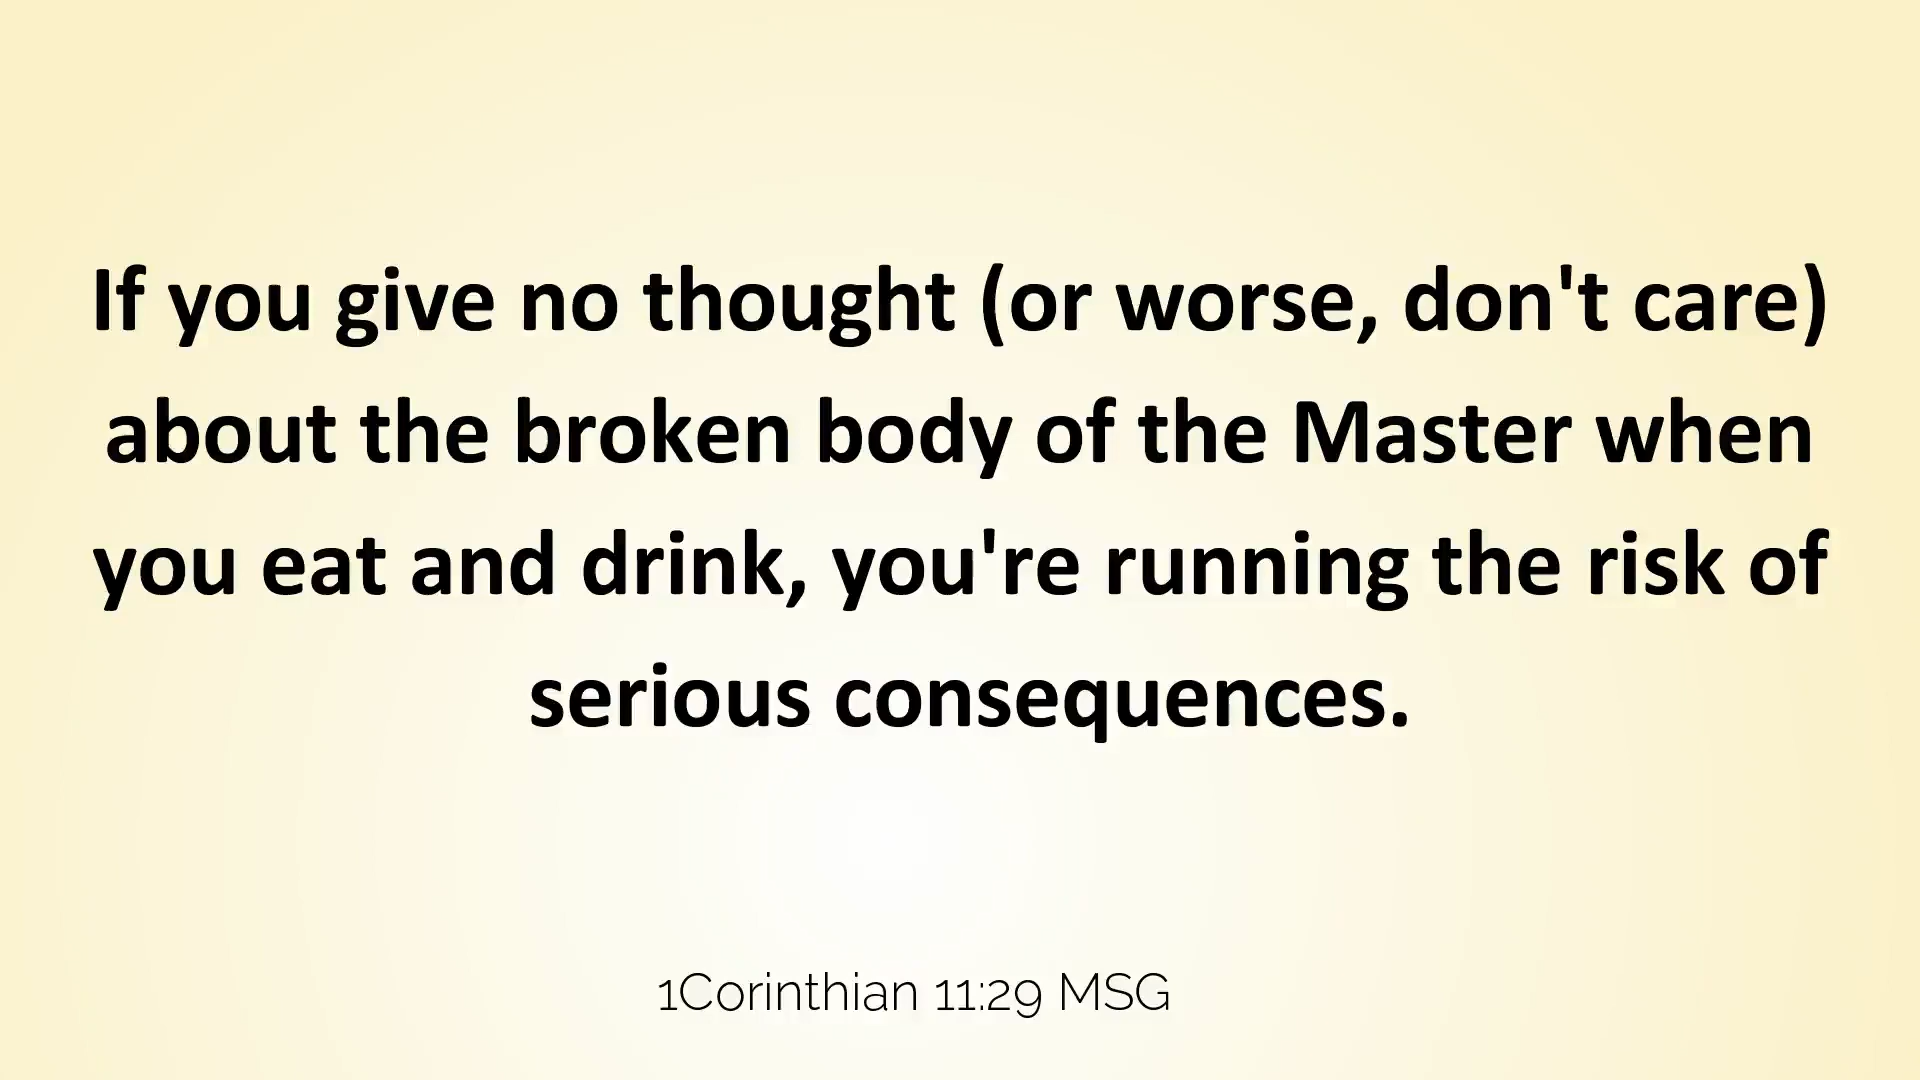 If you give no thought (or worse, don't care)
about the broken body of the Master when
you eat and drink, you're running the risk of
serious consequences.
1Corinthian 11:29 MSG